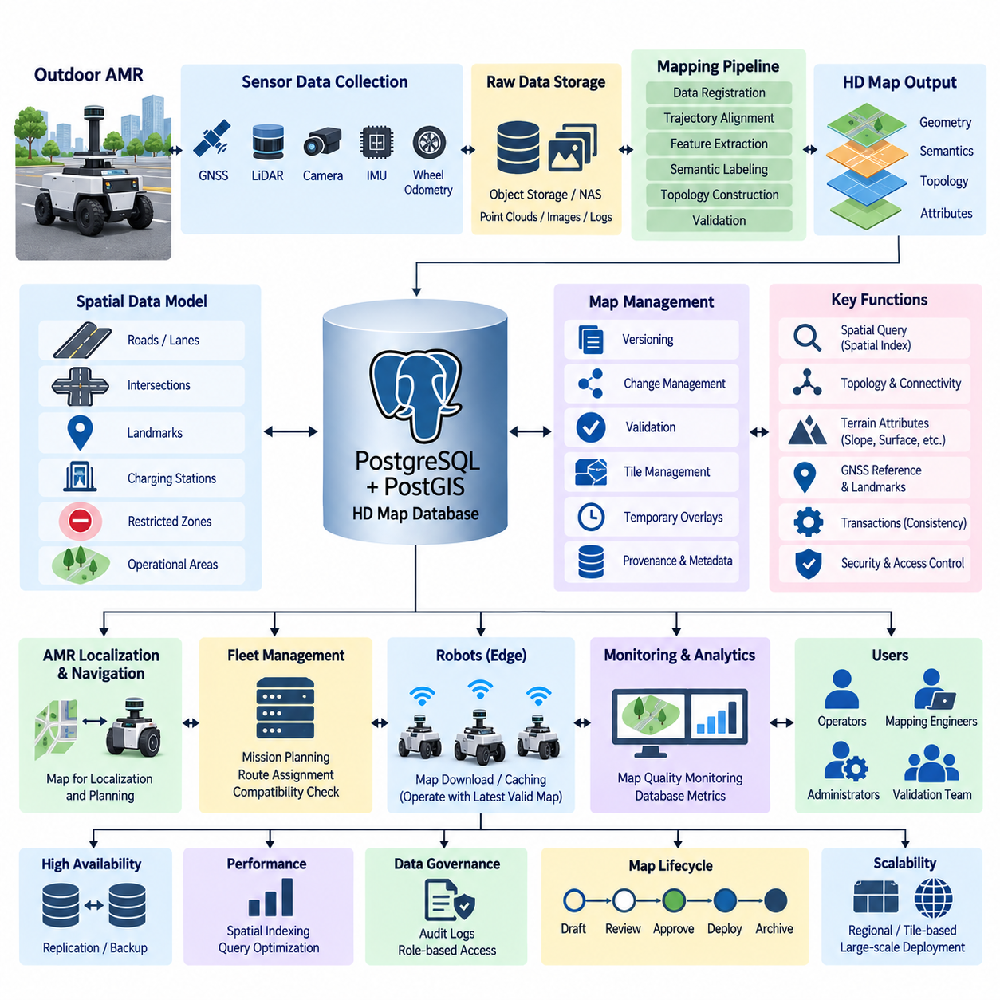 Outdoor AMR
Sensor Data Collection
GNSS
LiDAR
Camera
IMU
Wheel
Odometry
Raw Data Storage
Object Storage / NAS
Point Clouds / Images / Logs
Mapping Pipeline
Data Registration
Trajectory Alignment
Feature Extraction
Semantic Labeling
Topology Construction
Validation
HD Map Output
Geometry
Semantics
Topology
Attributes
Spatial Data Model
Roads / Lanes
Intersections
Landmarks
Charging Stations
Restricted Zones
Operational Areas
PostgreSQL
+ PostGIS
HD Map Database
Map Management
Versioning
Change Management
Validation
Tile Management
Temporary Overlays
Provenance & Metadata
Key Functions
Spatial Query
(Spatial Index)
Topology & Connectivity
Terrain Attributes
(Slope, Surface, etc.)
GNSS Reference
& Landmarks
Transactions (Consistency)
Security & Access Control
AMR Localization
& Navigation
Map for Localization
and Planning
Fleet Management
Mission Planning
Route Assignment
Compatibility Check
Robots (Edge)
Map Download / Caching
(Operate with Latest Valid Map)
Monitoring & Analytics
Map Quality Monitoring
Database Metrics
Users
Operators
Mapping Engineers
Administrators
Validation Team
High Availability
Replication / Backup
Performance
Spatial Indexing
Query Optimization
Data Governance
Audit Logs
Role-based Access
Map Lifecycle
Draft
Review
Approve
Deploy
Archive
Scalability
Regional / Tile-based
Large-scale Deployment